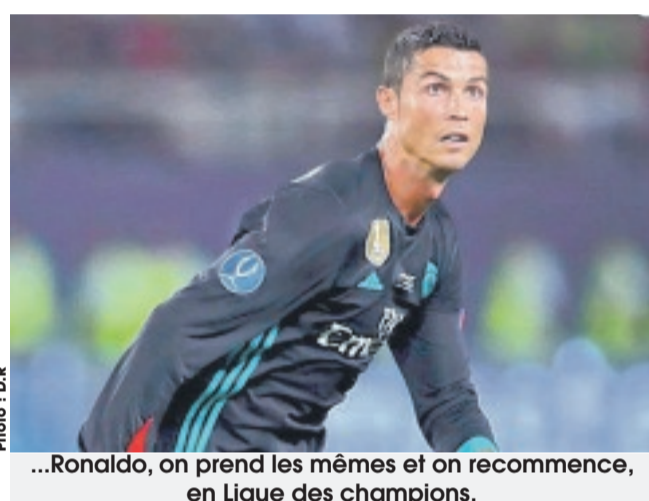 Photo : D.R
...Ronaldo, on prend les mêmes et on recommence,
en Ligue des champions.